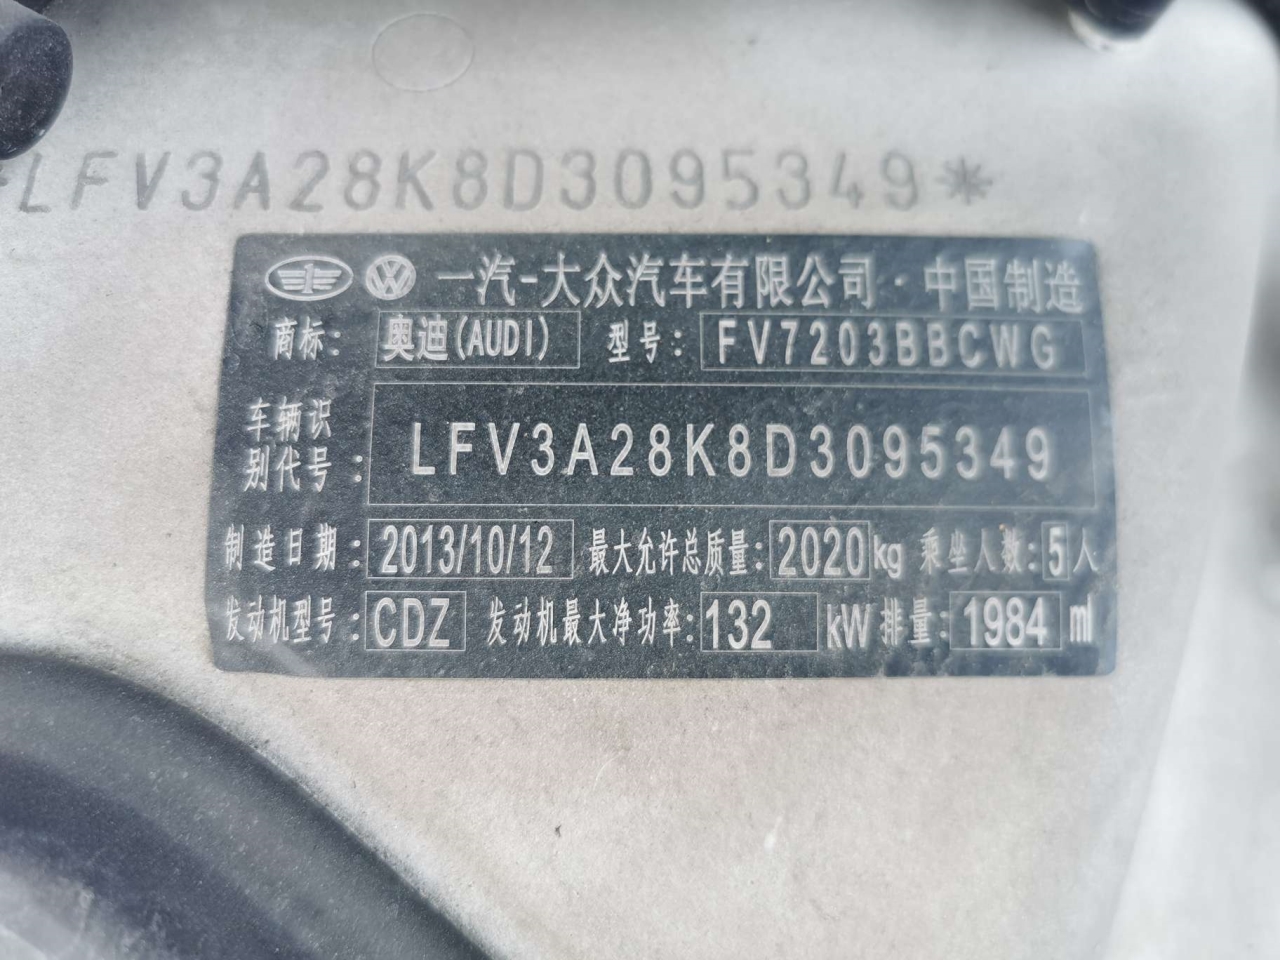 LFV3A28K8D3095349*
一汽-大众汽车有限公司·中国制造
商标: 奥迪(AUDI) 型号: FV7203BBCWG
车辆识别代号: LFV3A28K8D3095349
制造日期: 2013/10/12 最大允许总质量: 2020kg 乘坐人数: 5人
发动机型号: CDZ 发动机最大净功率: 132 kW 排量: 1984 ml